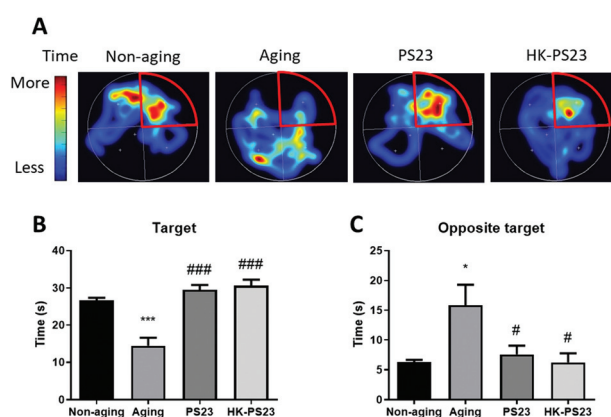 A
Time
Non-aging
Aging
PS23
HK-PS23
More
Less
B
Target
Time (s)
40
30
20
10
0
***
###
###
Non-aging
Aging
PS23
HK-PS23
C
Opposite target
Time (s)
25
20
15
10
5
0
*
#
#
Non-aging
Aging
PS23
HK-PS23